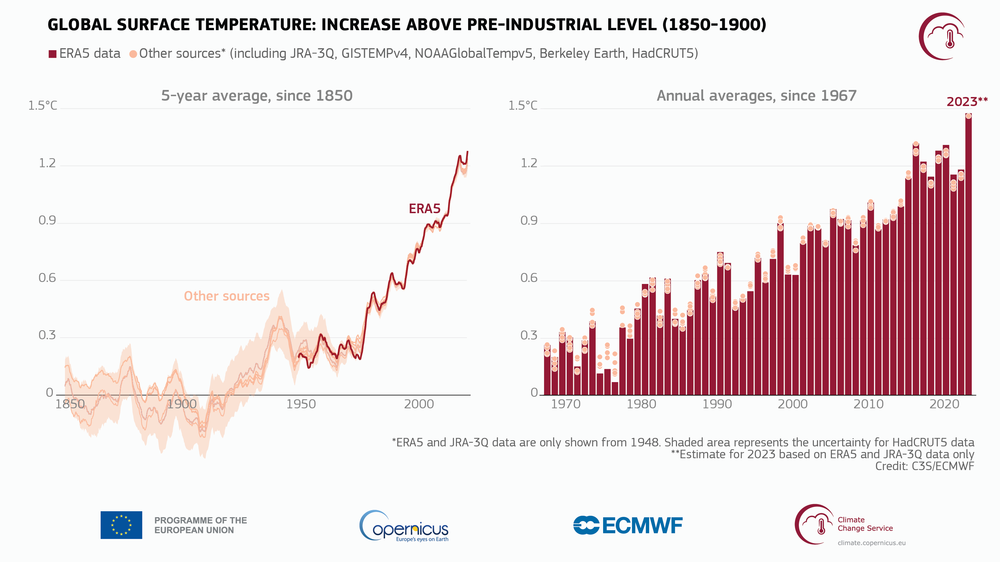 GLOBAL SURFACE TEMPERATURE: INCREASE ABOVE PRE-INDUSTRIAL LEVEL (1850-1900)
ERA5 data Other sources* (including JRA-3Q, GISTEMPv4, NOAAGlobalTempv5, Berkeley Earth, HadCRUT5)
5-year average, since 1850
1.5°C
1.2
0.9
0.6
0.3
0
ERA5
Other sources
1850 1900 1950 2000
Annual averages, since 1967
2023**
1.5°C
1.2
0.9
0.6
0.3
0
1970 1980 1990 2000 2010 2020
*ERA5 and JRA-3Q data are only shown from 1948. Shaded area represents the uncertainty for HadCRUT5 data
**Estimate for 2023 based on ERA5 and JRA-3Q data only
Credit: C3S/ECMWF
PROGRAMME OF THE
EUROPEAN UNION
opernicus
Europe's eyes on Earth
ECMWF
Climate
Change Service
climate.copernicus.eu